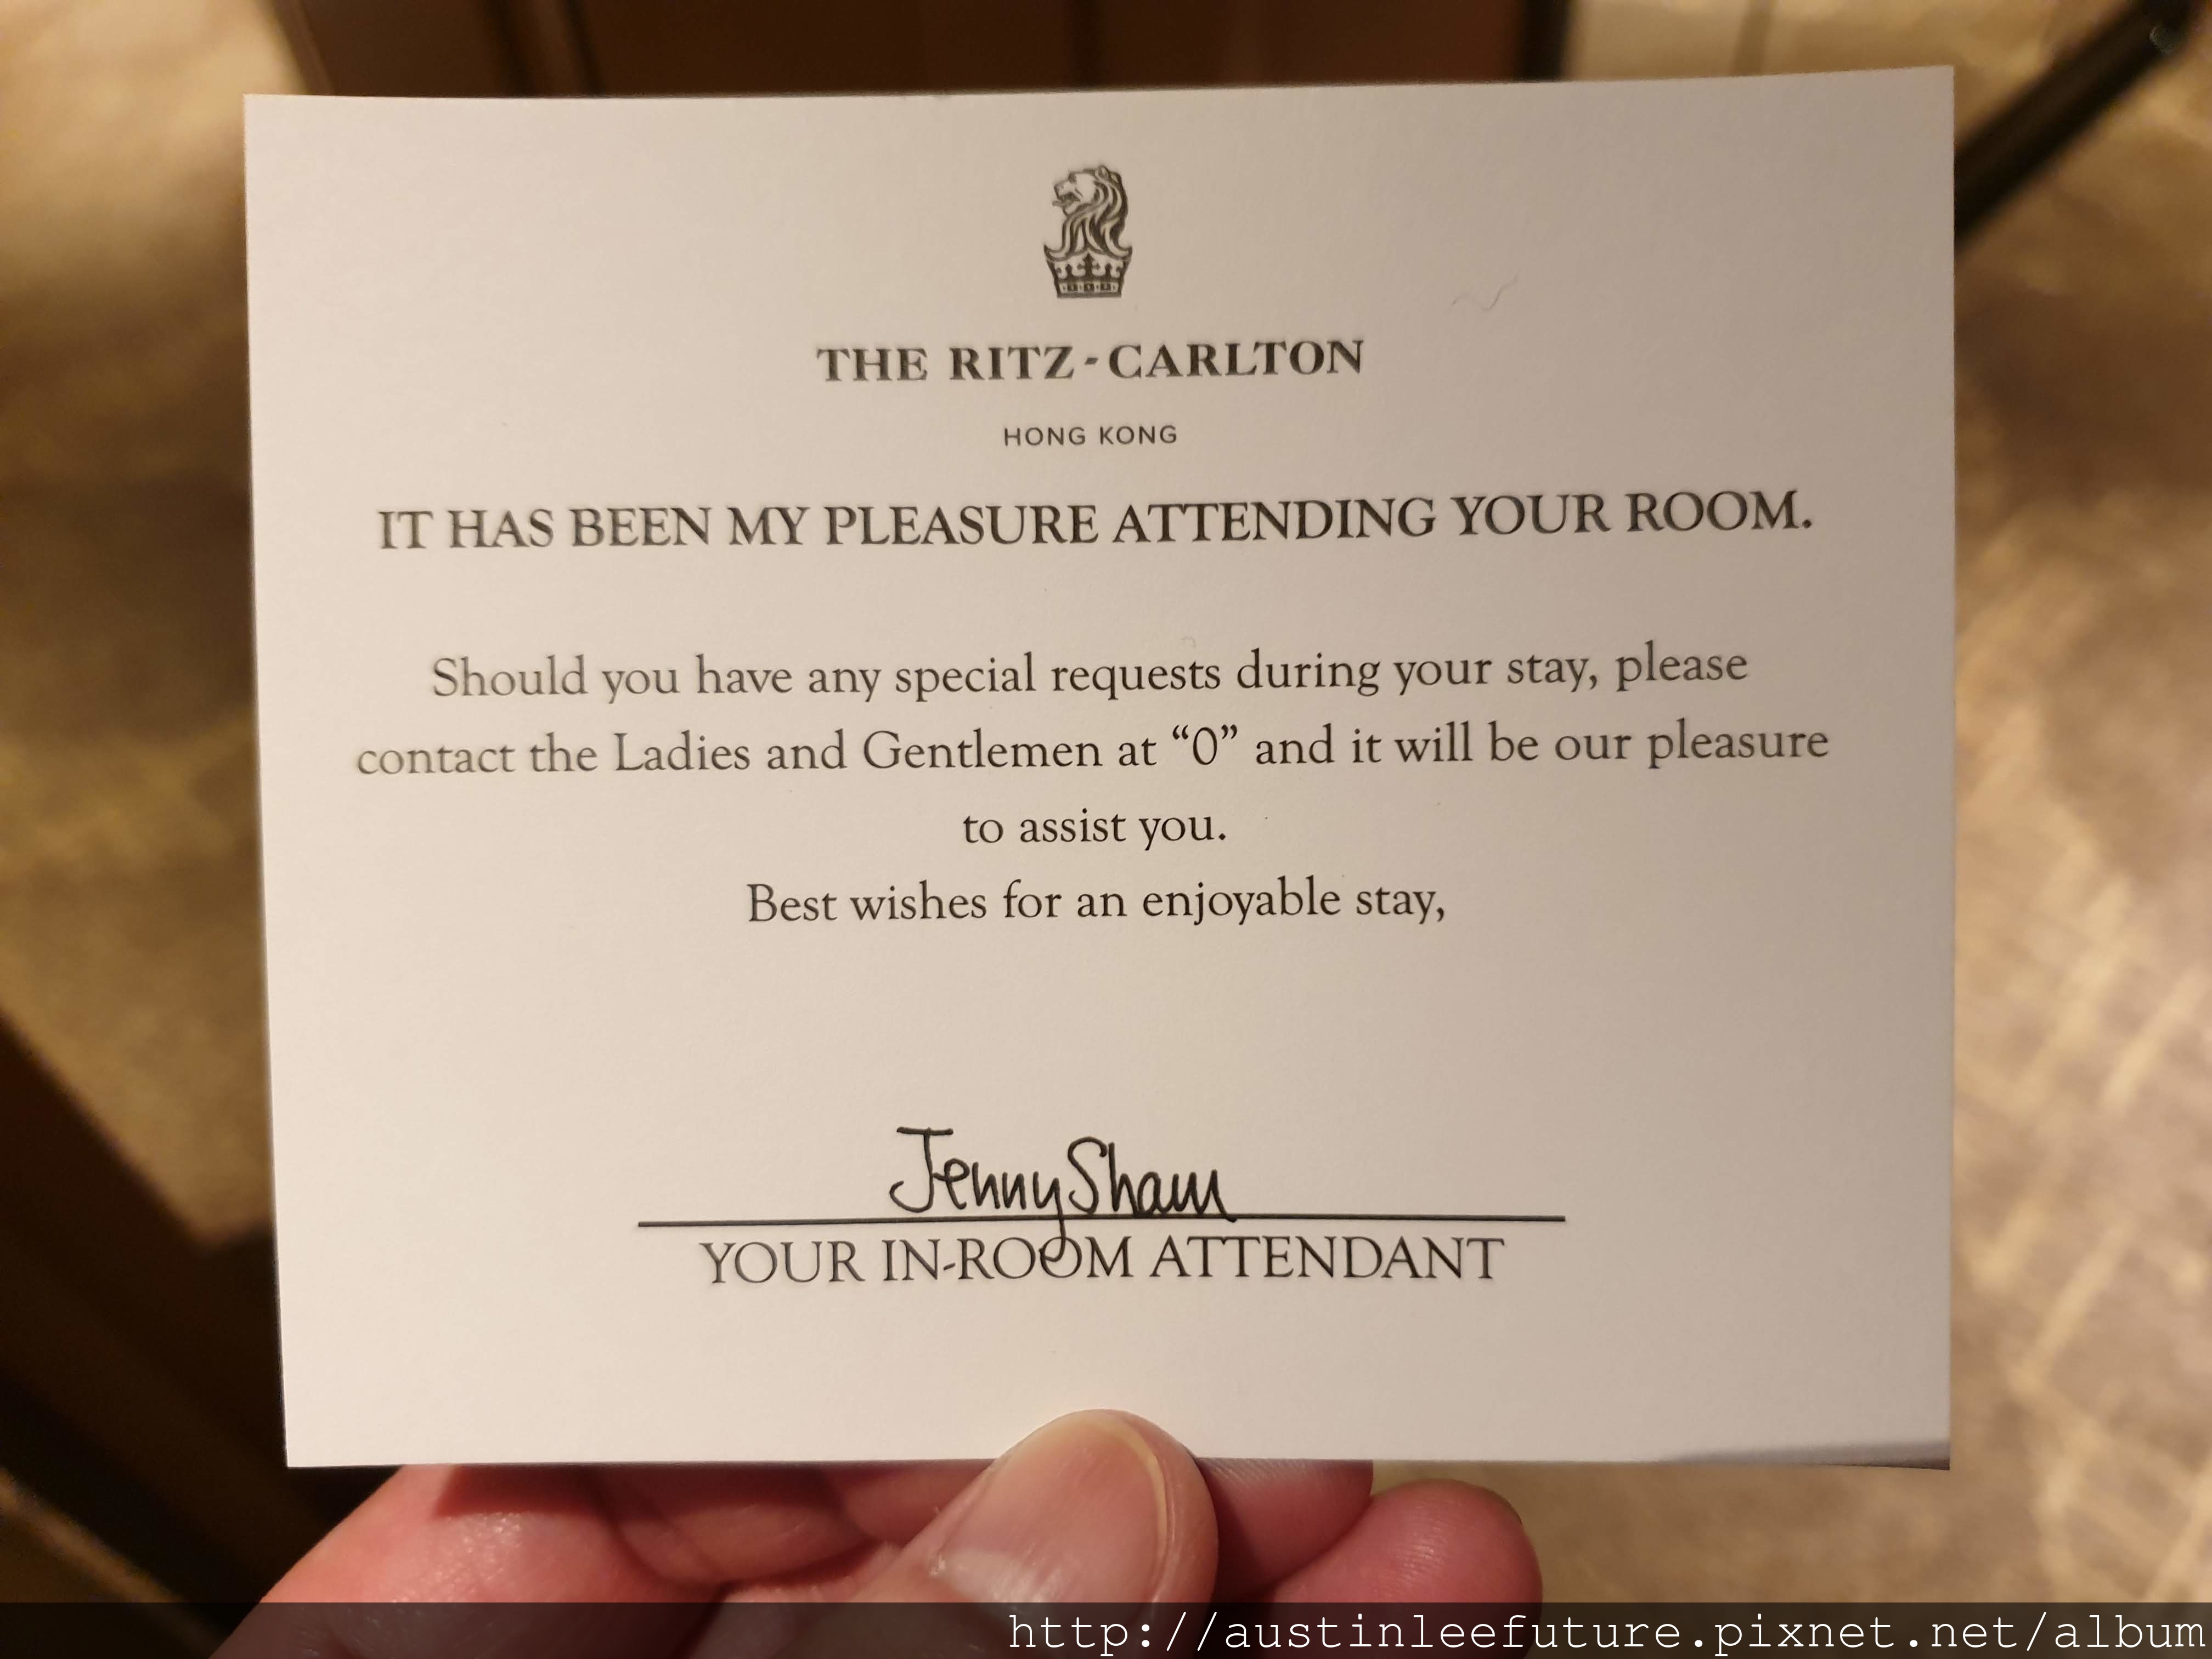 THE RITZ-CARLTON
HONG KONG
IT HAS BEEN MY PLEASURE ATTENDING YOUR ROOM.
Should you have any special requests during your stay, please
contact the Ladies and Gentlemen at “0” and it will be our pleasure
to assist you.
Best wishes for an enjoyable stay,
Jenny Sham
YOUR IN-ROOM ATTENDANT
http://austinleefuture.pixnet.net/album